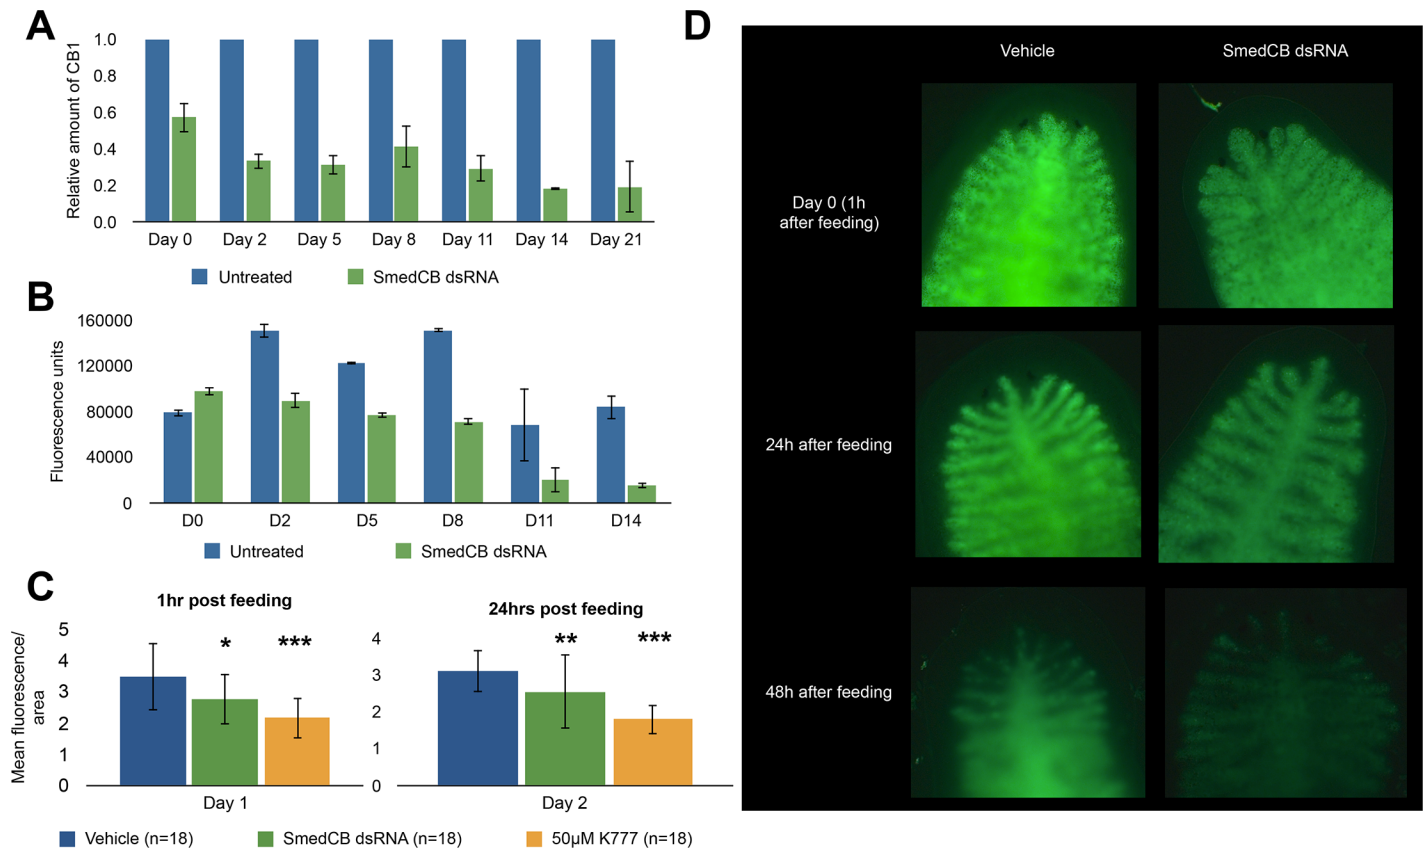 A
Relative amount of CB1
1.0
0.8
0.6
0.4
0.2
0.0
Day 0 Day 2 Day 5 Day 8 Day 11 Day 14 Day 21
Untreated SmedCB dsRNA
B
Fluorescence units
160000
120000
80000
40000
0
D0 D2 D5 D8 D11 D14
Untreated SmedCB dsRNA
C
Mean fluorescence/
area
1hr post feeding
5
4
3
2
1
0
* ***
Day 1
24hrs post feeding
4
3
2
1
0
** ***
Day 2
Vehicle (n=18) SmedCB dsRNA (n=18) 50µM K777 (n=18)
D
Vehicle SmedCB dsRNA
Day 0 (1h
after feeding)
24h after feeding
48h after feeding